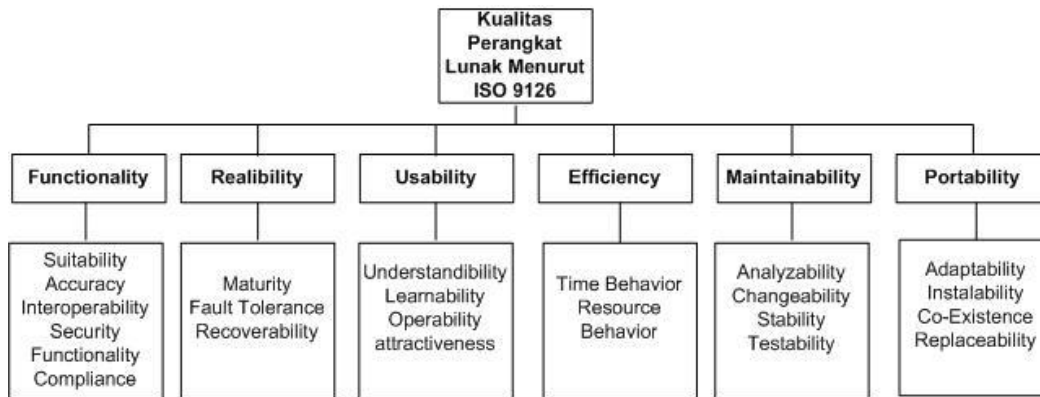 Kualitas
Perangkat
Lunak Menurut
ISO 9126
Functionality
Realibility
Usability
Efficiency
Maintainability
Portability
Suitability
Accuracy
Interoperability
Security
Functionality
Compliance
Maturity
Fault Tolerance
Recoverability
Understandibility
Learnability
Operability
attractiveness
Time Behavior
Resource
Behavior
Analyzability
Changeability
Stability
Testability
Adaptability
Instalability
Co-Existence
Replaceability